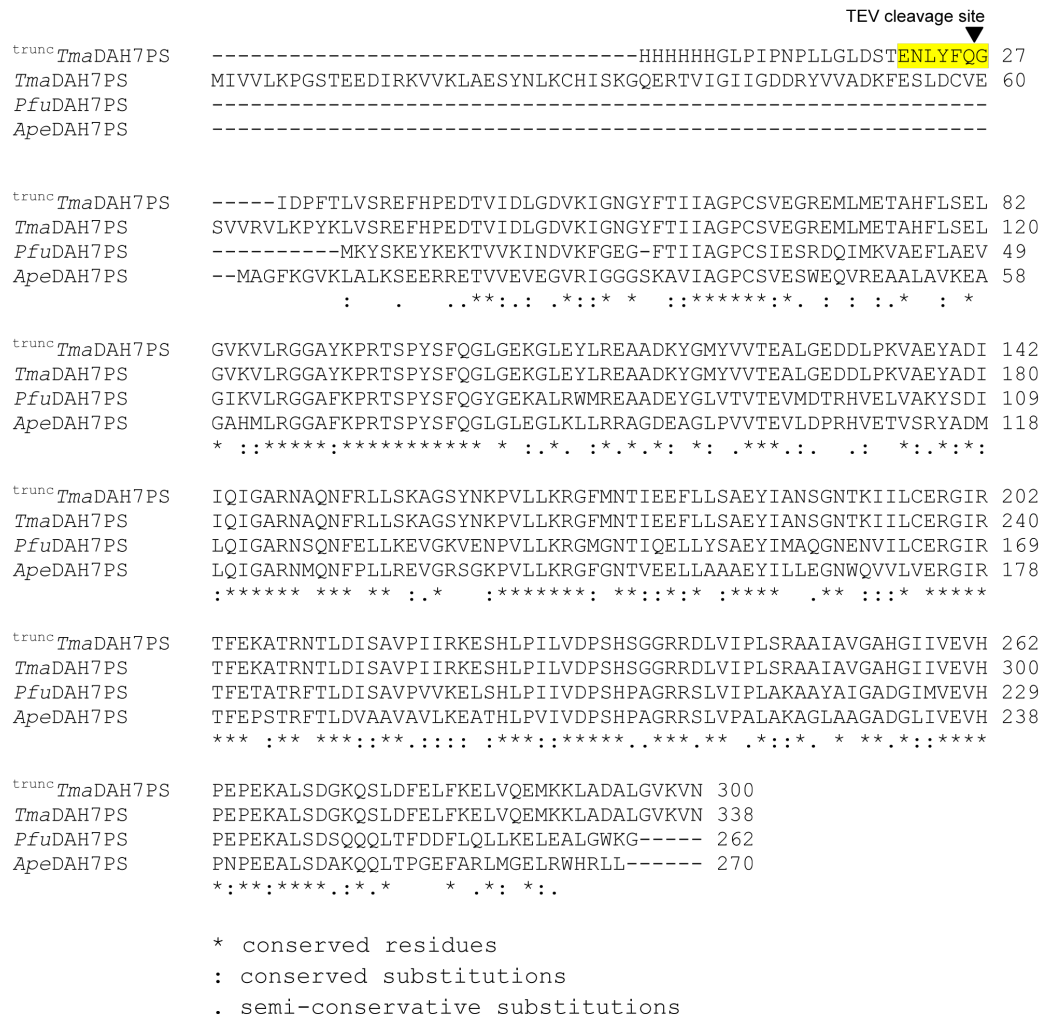 TEV cleavage site
truncTmaDAH7PS ----------------------------------HHHHHHGLPIPNPLLGLDSTENLYFQG 27
TmaDAH7PS MIVVLKPGSTEEDIRKVVKLAESYNLKCHISKGQERTVIGIIGDDRYVVADKFESLDCVE 60
PfuDAH7PS ------------------------------------------------------------
ApeDAH7PS ------------------------------------------------------------
truncTmaDAH7PS -----IDPFTLVSREFHPEDTVIDLGDVKIGNGYFTIIAGPCSVEGREMLMETAHFLSEL 82
TmaDAH7PS SVVRVLKPYKLVSREFHPEDTVIDLGDVKIGNGYFTIIAGPCSVEGREMLMETAHFLSEL 120
PfuDAH7PS ----------MKYSKEYKEKTVVKINDVKFGEG-FTIIAGPCSIESRDQIMKVAEFLAEV 49
ApeDAH7PS --MAGFKGVKLALKSEERRETVVEVEGVRIGGGSKAVIAGPCSVESWEQVREAALAVKEA 58
: . ..**:.: .*::* * ::******:*. : : :.* : *
truncTmaDAH7PS GVKVLRGGAYKPRTSPYSFQGLGEKGLEYLREAADKYGMYVVTEALGEDDLPKVAEYADI 142
TmaDAH7PS GVKVLRGGAYKPRTSPYSFQGLGEKGLEYLREAADKYGMYVVTEALGEDDLPKVAEYADI 180
PfuDAH7PS GIKVLRGGAFKPRTSPYSFQGYGEKALRWMREAADEYGLVTVTEVMDTRHVELVAKYSDI 109
ApeDAH7PS GAHMLRGGAFKPRTSPYSFQGLGLEGLKLLRRAGDEAGLPVVTEVLDPRHVETVSRYADM 118
* ::*****:*********** * :.*. :*.*.*: *: .***.:. .: *:.*:*:
truncTmaDAH7PS IQIGARNAQNFRLLSKAGSYNKPVLLKRGFMNTIEEFLLSAEYIANSGNTKIILCERGIR 202
TmaDAH7PS IQIGARNAQNFRLLSKAGSYNKPVLLKRGFMNTIEEFLLSAEYIANSGNTKIILCERGIR 240
PfuDAH7PS LQIGARNSQNFELLKEVGKVENPVLLKRGMGNTIQELLYSAEYIMAQGNENVILCERGIR 169
ApeDAH7PS LQIGARNMQNFPLLREVGRSGKPVLLKRGFGNTVEELLAAAEYILLEGNWQVVLVERGIR 178
:****** *** ** :.* :*******: **::*:* :**** .** :::* *****
truncTmaDAH7PS TFEKATRNTLDISAVPIIRKESHLPILVDPSHSGGRRDLVIPLSRAAIAVGAHGIIVEVH 262
TmaDAH7PS TFEKATRNTLDISAVPIIRKESHLPILVDPSHSGGRRDLVIPLSRAAIAVGAHGIIVEVH 300
PfuDAH7PS TFETATRFTLDISAVPVVKELSHLPIIVDPSHPAGRRSLVIPLAKAAYAIGADGIMVEVH 229
ApeDAH7PS TFEPSTRFTLDVAAVAVLKEATHLPVIVDPSHPAGRRSLVPALAKAGLAAGADGLIVEVH 238
*** :** ***::**.:::: :***::*****..***.** .*::*. * **.*::****
truncTmaDAH7PS PEPEKALSDGKQSLDFELFKELVQEMKKLADALGVKVN 300
TmaDAH7PS PEPEKALSDGKQSLDFELFKELVQEMKKLADALGVKVN 338
PfuDAH7PS PEPEKALSDSQQQLTFDDFLQLLKELEALGWKG----- 262
ApeDAH7PS PNPEEALSDAKQQLTPGEFARLMGELRWHRLL------ 270
*:**:****.:*.* * .*: *:.
* conserved residues
: conserved substitutions
. semi-conservative substitutions